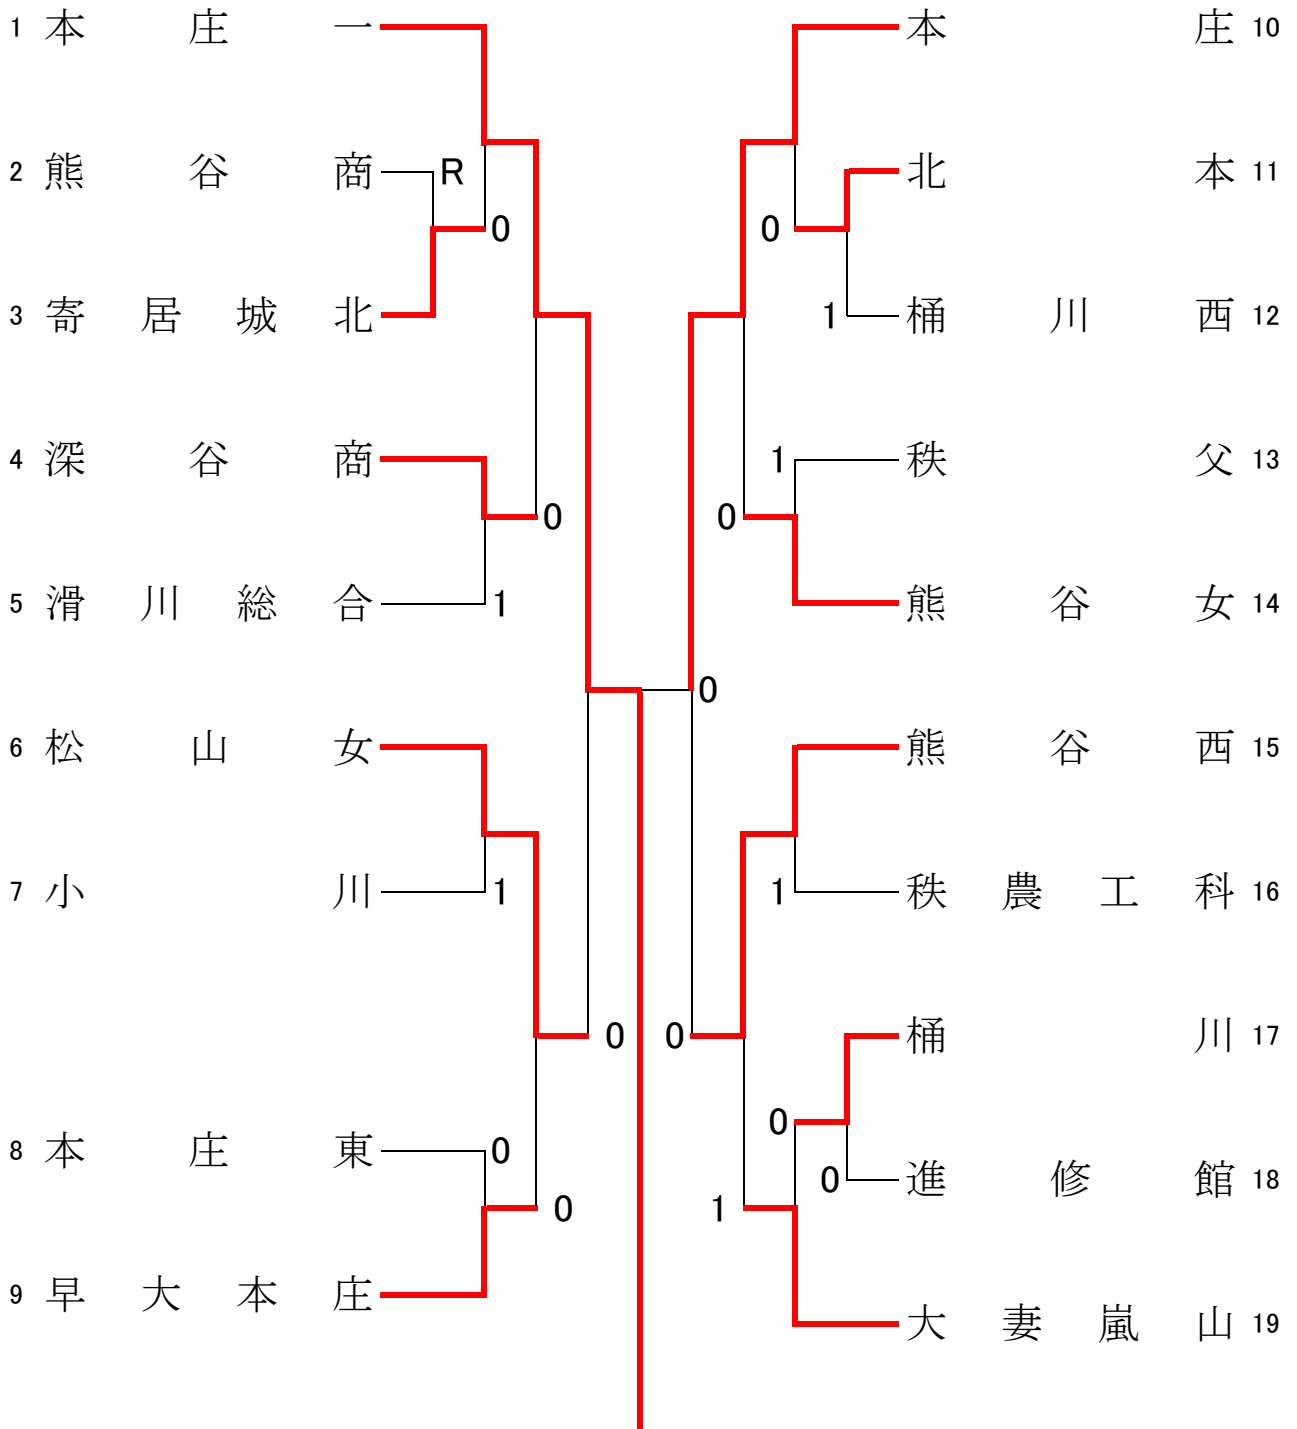 1 本庄一
2 熊谷商 R
0
3 寄居城北
4 深谷商
0
5 滑川総合 1
6 松山女
7 小川 1
0
8 本庄東 0
0
9 早大本庄
0
本庄 10
北本 11
0
1 桶川西 12
1 秩父 13
0
熊谷女 14
熊谷西 15
1 秩農工科 16
0
桶川 17
0
0 進修館 18
1
大妻嵐山 19